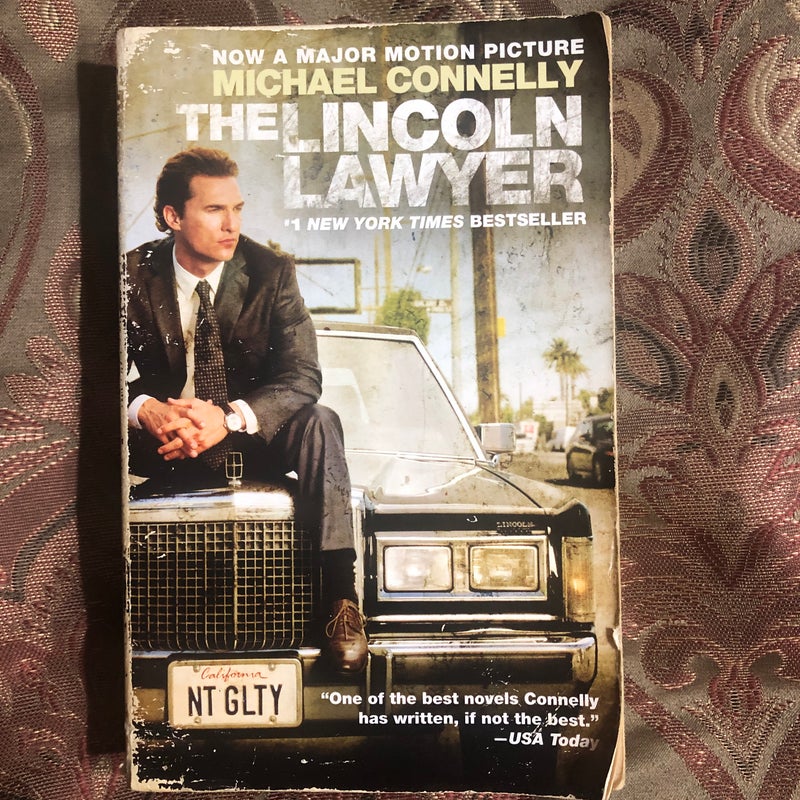 NOW A MAJOR MOTION PICTURE
MICHAEL CONNELLY
THE LINCOLN
LAWYER
#1 NEW YORK TIMES BESTSELLER
LINCOLN
California
NT GLTY
“One of the best novels Connelly
has written, if not the best.”
—USA Today